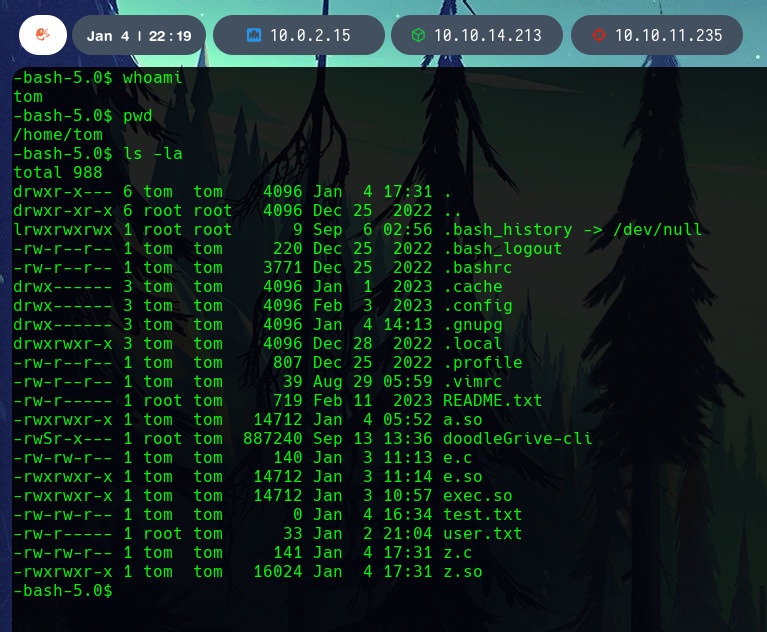 Jan 4 | 22:19 10.0.2.15 10.10.14.213 10.10.11.235
-bash-5.0$ whoami
tom
-bash-5.0$ pwd
/home/tom
-bash-5.0$ ls -la
total 988
drwxr-x--- 6 tom  tom    4096 Jan  4 17:31 .
drwxr-xr-x 6 root root   4096 Dec 25  2022 ..
lrwxrwxrwx 1 root root      9 Sep  6 02:56 .bash_history -> /dev/null
-rw-r--r-- 1 tom  tom     220 Dec 25  2022 .bash_logout
-rw-r--r-- 1 tom  tom    3771 Dec 25  2022 .bashrc
drwx------ 3 tom  tom    4096 Jan  1  2023 .cache
drwx------ 3 tom  tom    4096 Feb  3  2023 .config
drwx------ 3 tom  tom    4096 Jan  4 14:13 .gnupg
drwxrwxr-x 3 tom  tom    4096 Dec 28  2022 .local
-rw-r--r-- 1 tom  tom     807 Dec 25  2022 .profile
-rw-r--r-- 1 tom  tom      39 Aug 29 05:59 .vimrc
-rw-r----- 1 root tom     719 Feb 11  2023 README.txt
-rwxrwxr-x 1 tom  tom   14712 Jan  4 05:52 a.so
-rwSr-x--- 1 root tom  887240 Sep 13 13:36 doodleGrive-cli
-rw-rw-r-- 1 tom  tom     140 Jan  3 11:13 e.c
-rwxrwxr-x 1 tom  tom   14712 Jan  3 11:14 e.so
-rwxrwxr-x 1 tom  tom   14712 Jan  3 10:57 exec.so
-rw-rw-r-- 1 tom  tom       0 Jan  4 16:34 test.txt
-rw-r----- 1 root tom      33 Jan  2 21:04 user.txt
-rw-rw-r-- 1 tom  tom     141 Jan  4 17:31 z.c
-rwxrwxr-x 1 tom  tom   16024 Jan  4 17:31 z.so
-bash-5.0$